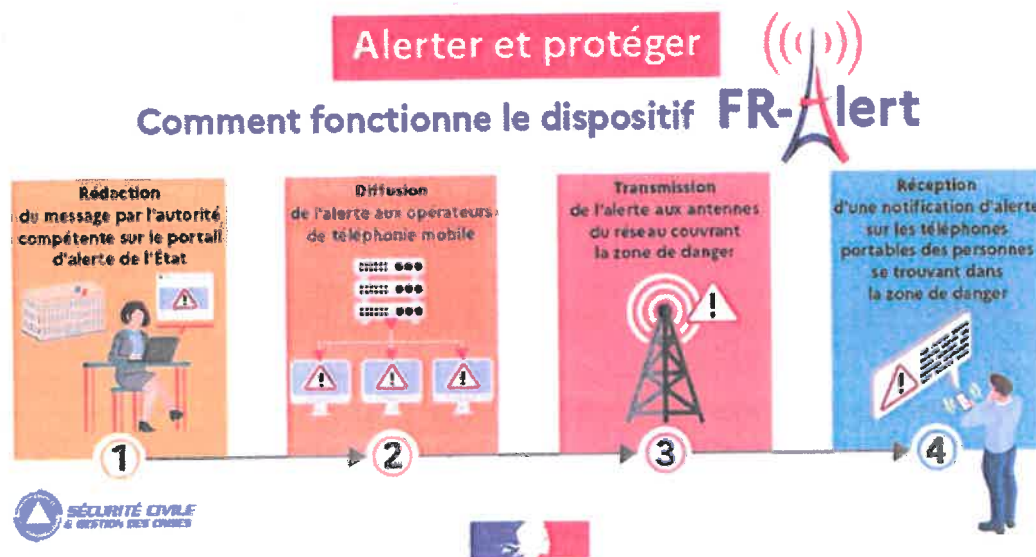 Alerter et protéger
Comment fonctionne le dispositif FR-Alert
Rédaction
du message par l'autorité
compétente sur le portail
d'alerte de l'État
1
Diffusion
de l'alerte aux opérateurs
de téléphonie mobile
2
Transmission
de l'alerte aux antennes
du réseau couvrant
la zone de danger
3
Réception
d'une notification d'alerte
sur les téléphones
portables des personnes
se trouvant dans
la zone de danger
4
SÉCURITÉ CIVILE
& GESTION DES CRISES